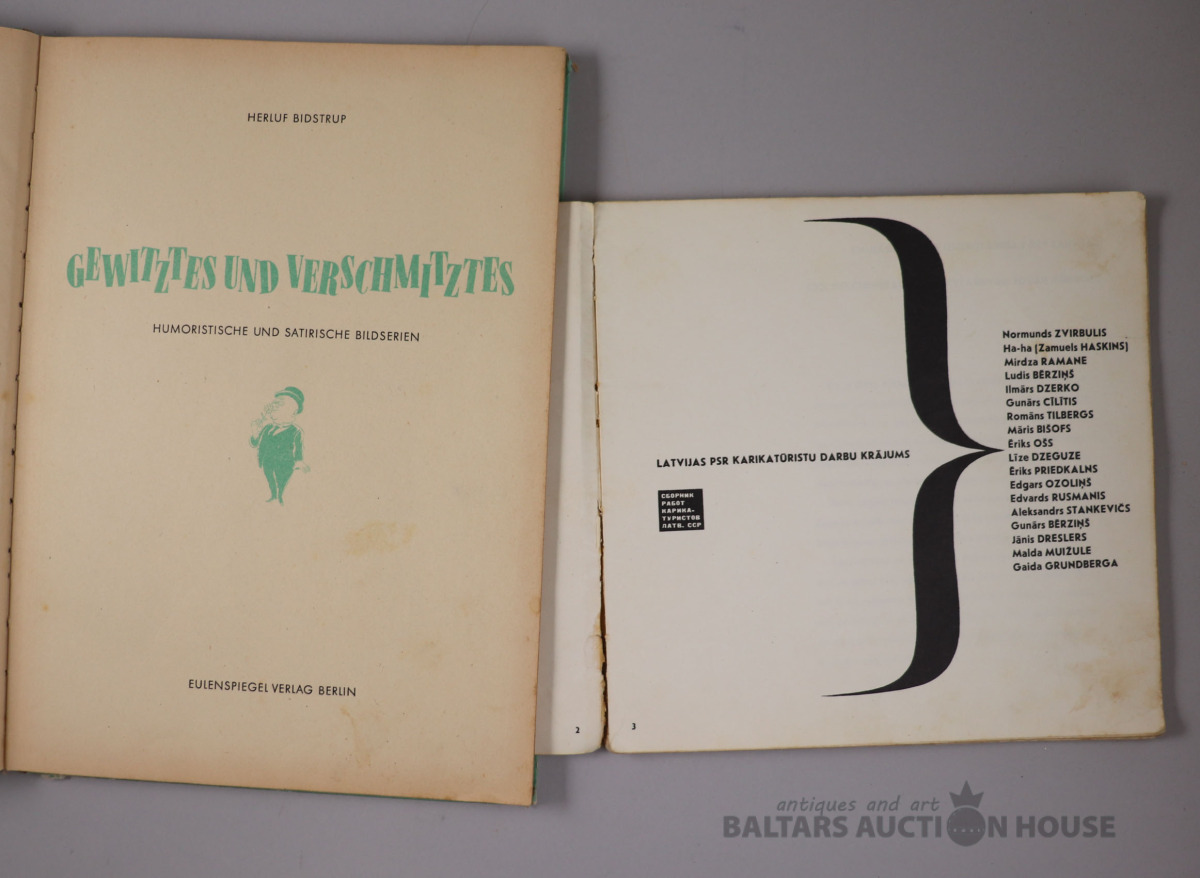 HERLUF BIDSTRUP
GEWITZTES UND VERSCHMITZTES
HUMORISTISCHE UND SATIRISCHE BILDSERIEN
EULENSPIEGEL VERLAG BERLIN
LATVIJAS PSR KARIKATŪRISTU DARBU KRĀJUMS
СБОРНИК
РАБОТ
КАРИКА-
ТУРИСТОВ
ЛАТВ. ССР
Normunds ZVIRBULIS
Ha-ha (Zamuels HASKINS)
Mirdza RAMANE
Ludis BĒRZIŅŠ
Ilmārs DZERKO
Gunārs CĪLĪTIS
Romāns TILBERGS
Māris BIŠOFS
Ēriks OŠS
Līze DZEGUZE
Ēriks PRIEDKALNS
Edgars OZOLIŅŠ
Edvards RUSMANIS
Aleksandrs STANKEVIČS
Gunārs BĒRZIŅŠ
Jānis DRESLERS
Malda MUIŽULE
Gaida GRUNDBERGA
2
3
antiques and art
BALTARS AUCTION HOUSE